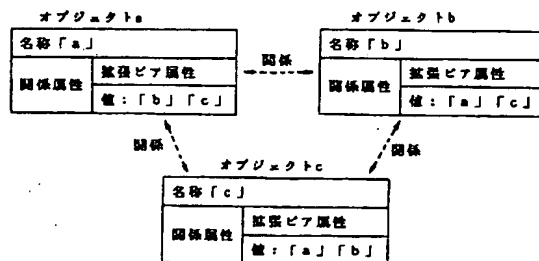 オブジェクトa
名称「a」
関係属性
拡張ピア属性
値:「b」「c」
関係
オブジェクトb
名称「b」
関係属性
拡張ピア属性
値:「a」「c」
関係
関係
オブジェクトc
名称「c」
関係属性
拡張ピア属性
値:「a」「b」